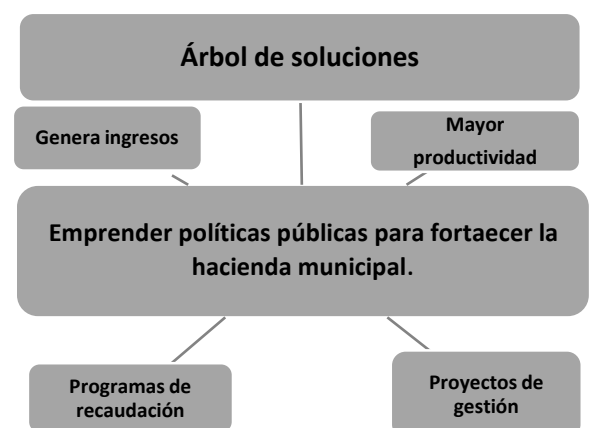 Árbol de soluciones
Genera ingresos
Mayor
productividad
Emprender políticas públicas para fortaecer la
hacienda municipal.
Programas de
recaudación
Proyectos de
gestión